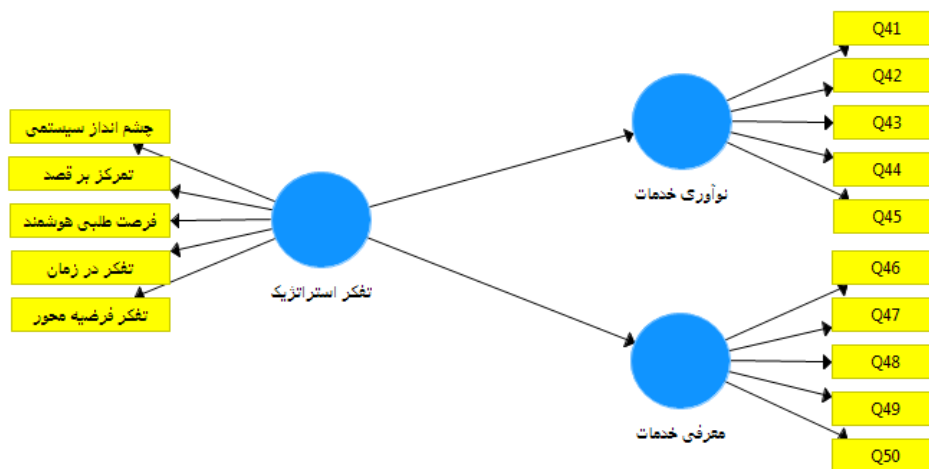 چشم انداز سیستمی
تمرکز بر قصد
فرصت طلبی هوشمند
تفکر در زمان
تفکر فرضیه محور
تفکر استراتژیک
نوآوری خدمات
معرفی خدمات
Q41
Q42
Q43
Q44
Q45
Q46
Q47
Q48
Q49
Q50